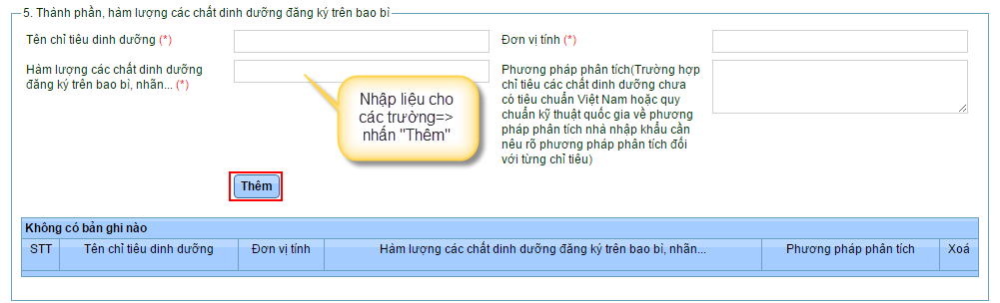 5. Thành phần, hàm lượng các chất dinh dưỡng đăng ký trên bao bì
Tên chỉ tiêu dinh dưỡng (*)
Đơn vị tính (*)
Hàm lượng các chất dinh dưỡng
đăng ký trên bao bì, nhãn... (*)
Phương pháp phân tích(Trường hợp
chỉ tiêu các chất dinh dưỡng chưa
có tiêu chuẩn Việt Nam hoặc quy
chuẩn kỹ thuật quốc gia về phương
pháp phân tích nhà nhập khẩu cần
nêu rõ phương pháp phân tích đối
với từng chỉ tiêu)
Nhập liệu cho
các trường=>
nhấn "Thêm"
Thêm
Không có bản ghi nào
STT Tên chỉ tiêu dinh dưỡng Đơn vị tính Hàm lượng các chất dinh dưỡng đăng ký trên bao bì, nhãn... Phương pháp phân tích Xoá